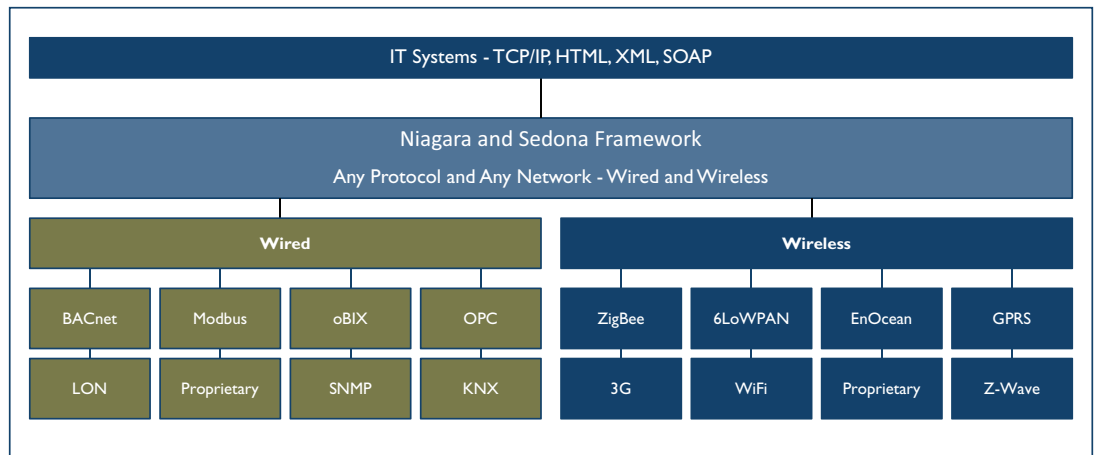 IT Systems - TCP/IP, HTML, XML, SOAP
Niagara and Sedona Framework
Any Protocol and Any Network - Wired and Wireless
Wired
Wireless
BACnet
Modbus
oBIX
OPC
ZigBee
6LoWPAN
EnOcean
GPRS
LON
Proprietary
SNMP
KNX
3G
WiFi
Proprietary
Z-Wave